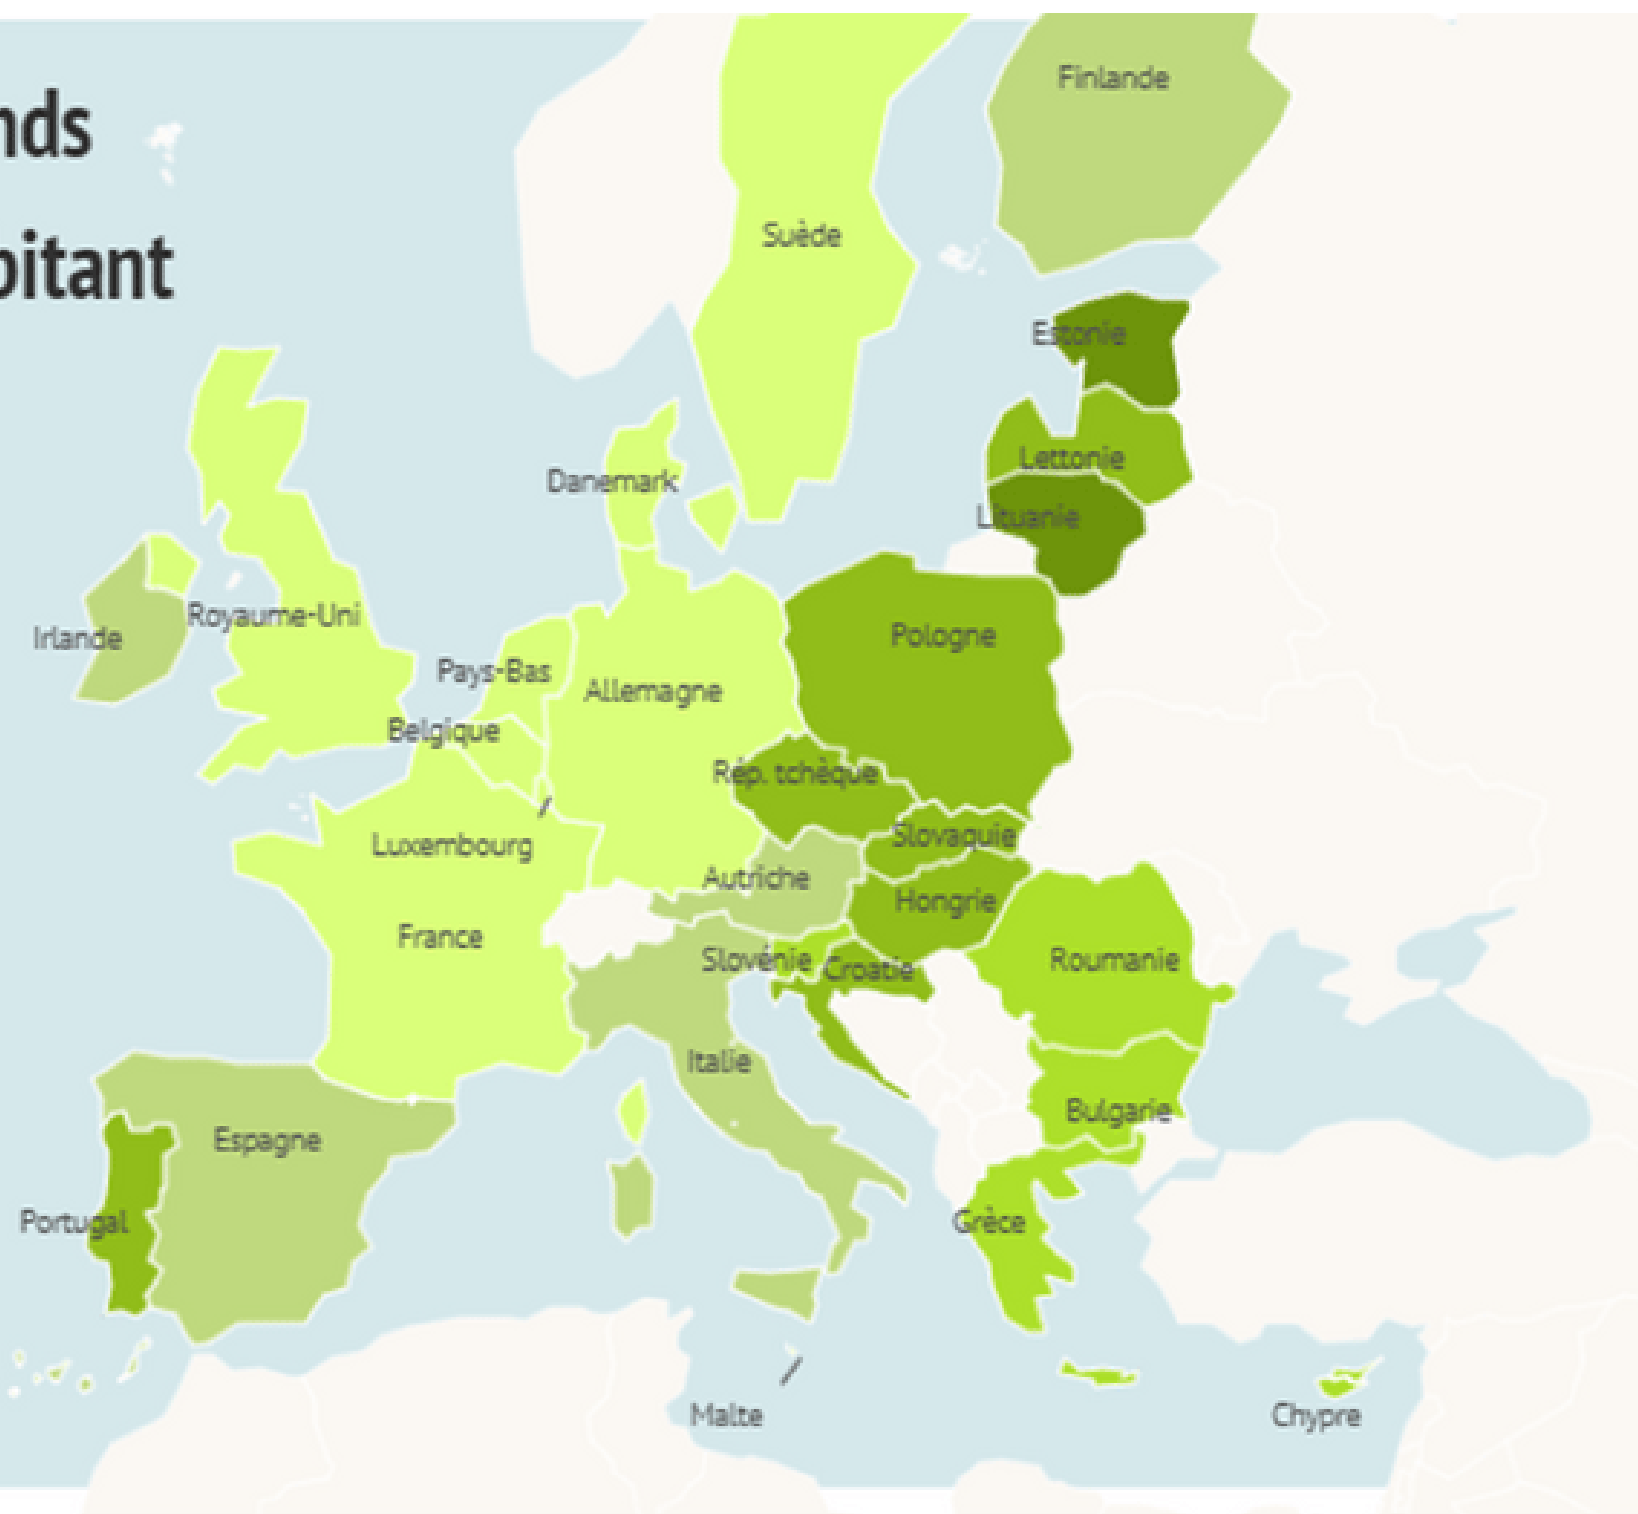 nds
bitant
Finlande
Suède
Estonie
Lettonie
Danemark
Lituanie
Royaume-Uni
Irlande
Pologne
Pays-Bas
Allemagne
Belgique
Rép. tchèque
Slovaquie
Luxembourg
Autriche
Hongrie
France
Slovénie
Croatie
Roumanie
Italie
Bulgarie
Espagne
Portugal
Grèce
Malte
Chypre